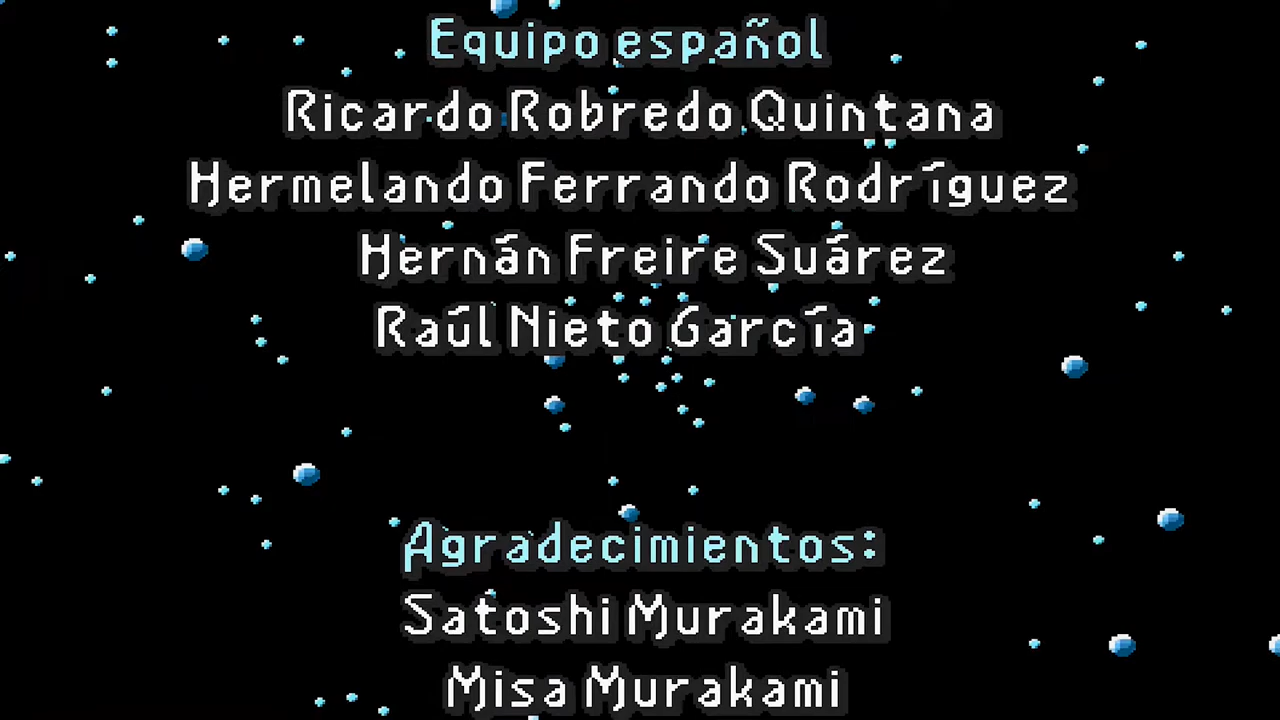 Equipo español
Ricardo Robredo Quintana
Hermelando Ferrando Rodríguez
Hernán Freire Suárez
Raúl Nieto García
Agradecimientos:
Satoshi Murakami
Misa Murakami